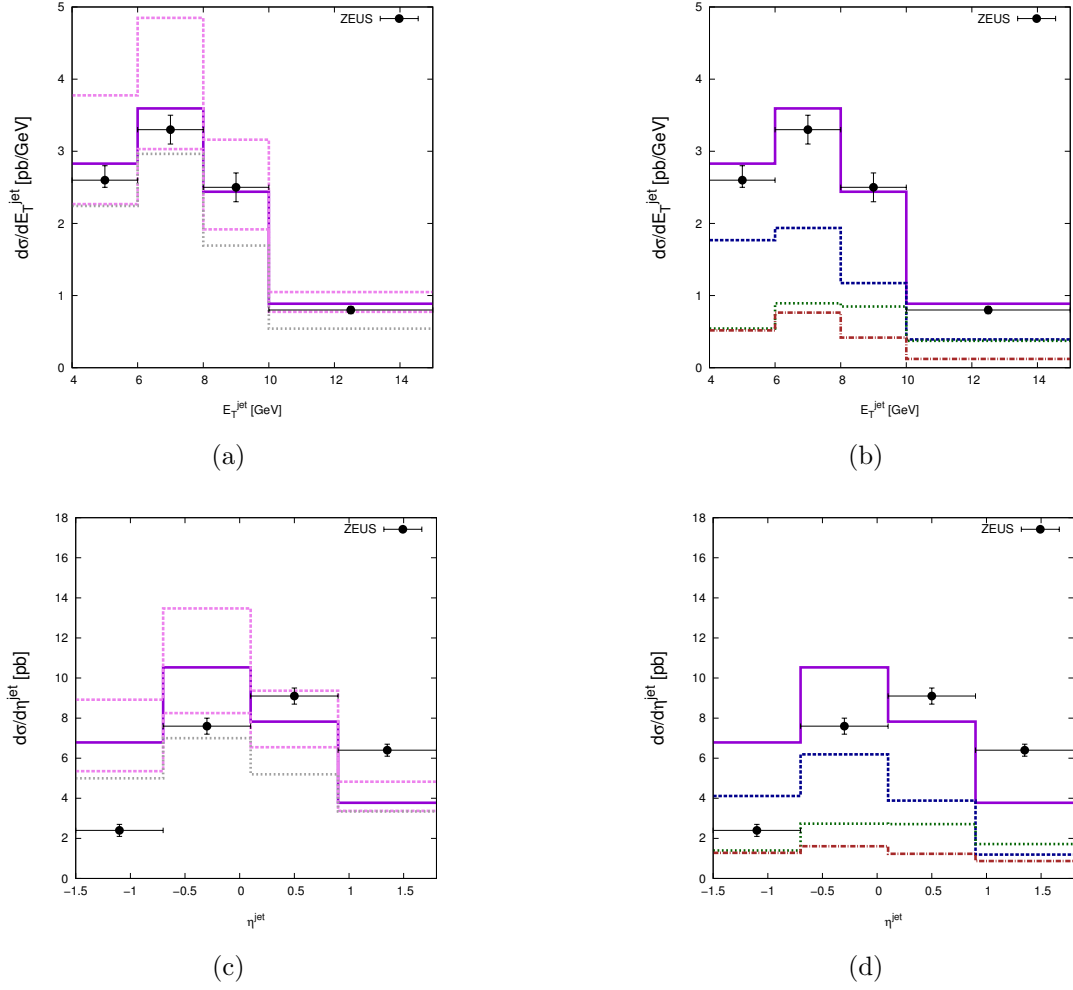 ZEUS
dσ/dE_T^jet [pb/GeV]
5
4
3
2
1
0
4 6 8 10 12 14
E_T^jet [GeV]
(a)
ZEUS
dσ/dE_T^jet [pb/GeV]
5
4
3
2
1
0
4 6 8 10 12 14
E_T^jet [GeV]
(b)
ZEUS
dσ/dη^jet [pb]
18
16
14
12
10
8
6
4
2
0
−1.5 −1 −0.5 0 0.5 1 1.5
η^jet
(c)
ZEUS
dσ/dη^jet [pb]
18
16
14
12
10
8
6
4
2
0
−1.5 −1 −0.5 0 0.5 1 1.5
η^jet
(d)